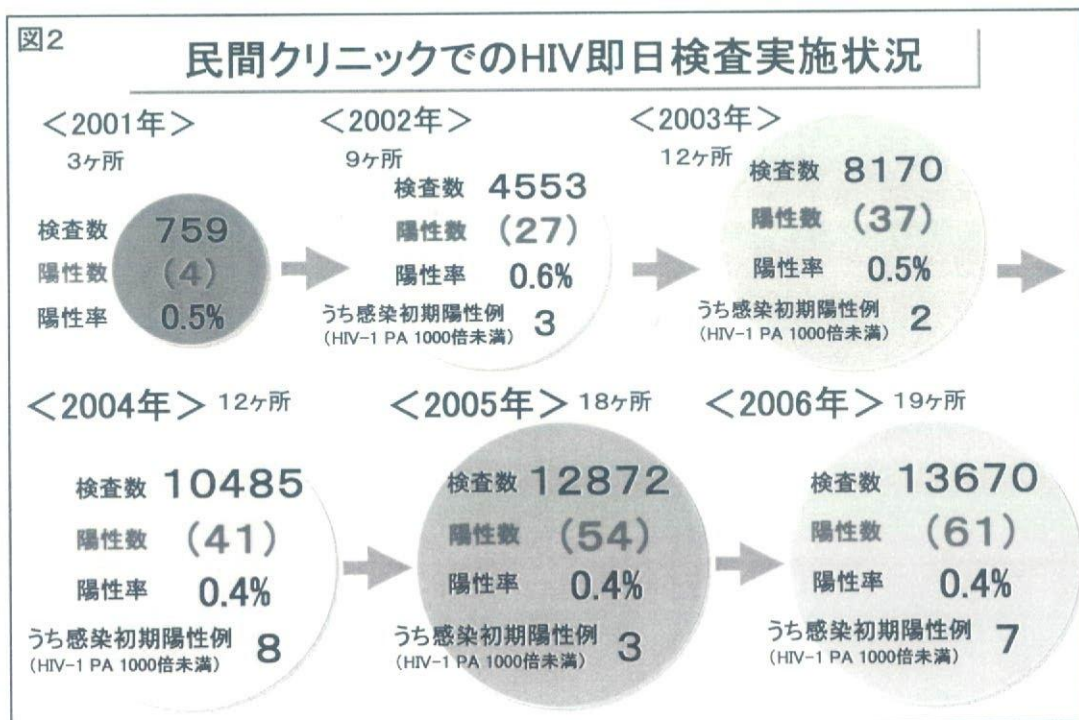 図2
民間クリニックでのHIV即日検査実施状況
＜2001年＞
3ヶ所
検査数 759
陽性数 (4)
陽性率 0.5%
＜2002年＞
9ヶ所
検査数 4553
陽性数 (27)
陽性率 0.6%
うち感染初期陽性例 3
(HIV-1 PA 1000倍未満)
＜2003年＞
12ヶ所
検査数 8170
陽性数 (37)
陽性率 0.5%
うち感染初期陽性例 2
(HIV-1 PA 1000倍未満)
＜2004年＞ 12ヶ所
検査数 10485
陽性数 (41)
陽性率 0.4%
うち感染初期陽性例 8
(HIV-1 PA 1000倍未満)
＜2005年＞ 18ヶ所
検査数 12872
陽性数 (54)
陽性率 0.4%
うち感染初期陽性例 3
(HIV-1 PA 1000倍未満)
＜2006年＞ 19ヶ所
検査数 13670
陽性数 (61)
陽性率 0.4%
うち感染初期陽性例 7
(HIV-1 PA 1000倍未満)